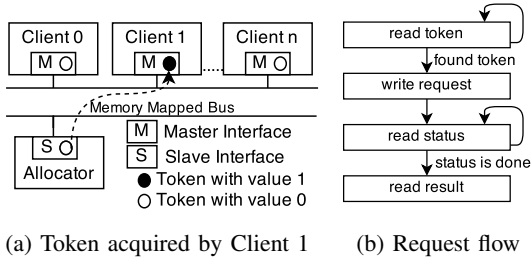 Client 0 Client 1 Client n
M M M
Memory Mapped Bus
S
Allocator
M Master Interface
S Slave Interface
Token with value 1
Token with value 0
(a) Token acquired by Client 1
read token
found token
write request
read status
status is done
read result
(b) Request flow